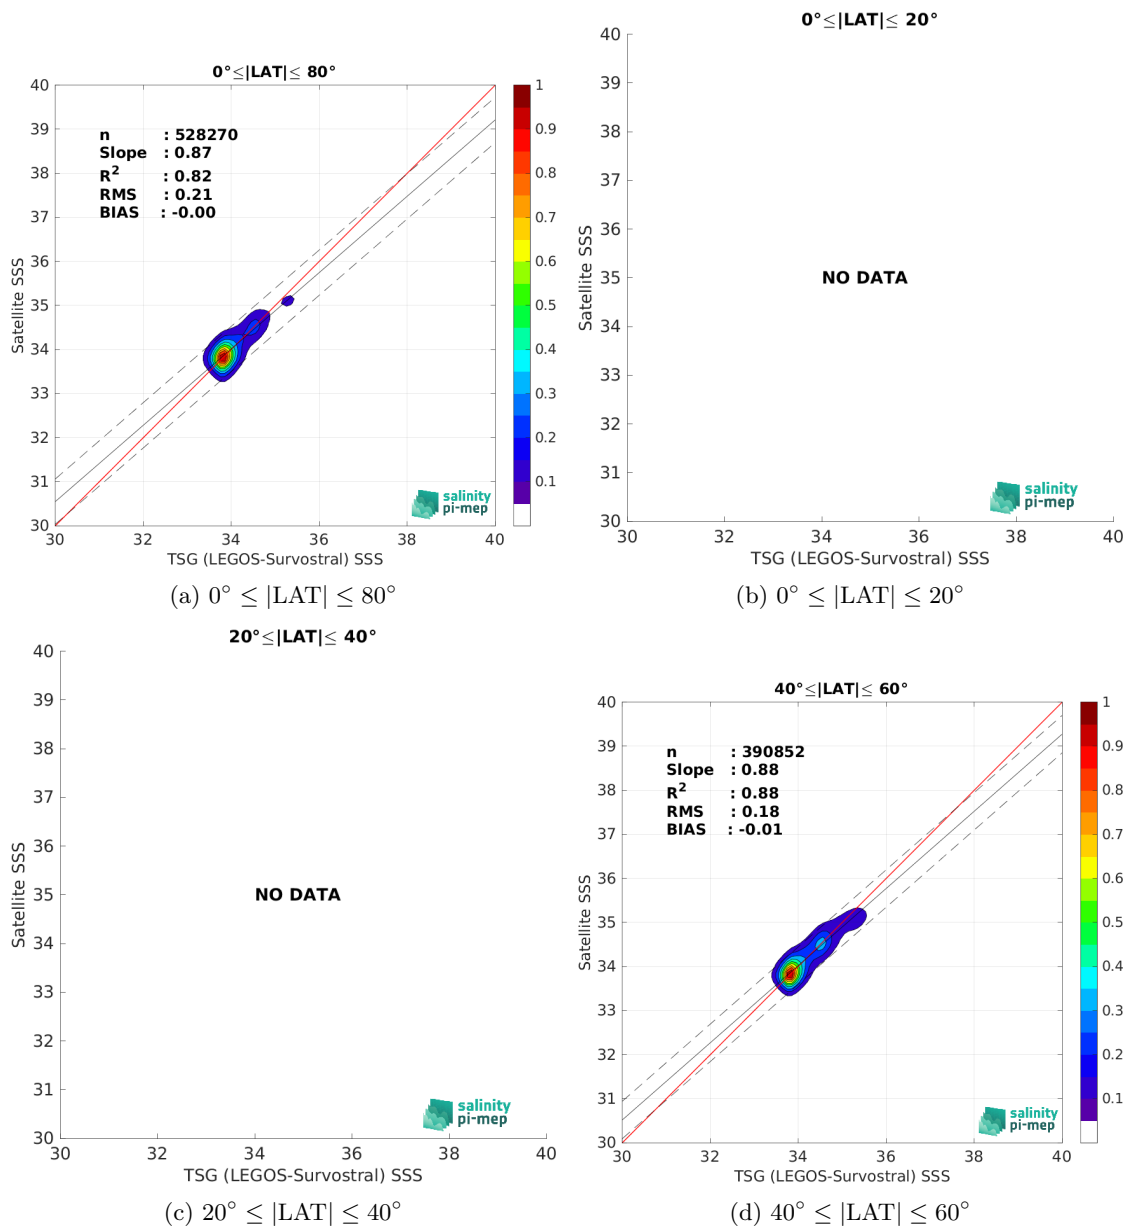 0°≤|LAT|≤ 80°
40
39
38
37
36
35
34
33
32
31
30
30
32
34
36
38
40
Satellite SSS
TSG (LEGOS-Survostral) SSS
n : 528270
Slope : 0.87
R² : 0.82
RMS : 0.21
BIAS : -0.00
1
0.9
0.8
0.7
0.6
0.5
0.4
0.3
0.2
0.1
salinity
pi-mep
(a) 0° ≤ |LAT| ≤ 80°
0°≤|LAT|≤ 20°
40
39
38
37
36
35
34
33
32
31
30
30
32
34
36
38
40
Satellite SSS
TSG (LEGOS-Survostral) SSS
NO DATA
salinity
pi-mep
(b) 0° ≤ |LAT| ≤ 20°
20°≤|LAT|≤ 40°
40
39
38
37
36
35
34
33
32
31
30
30
32
34
36
38
40
Satellite SSS
TSG (LEGOS-Survostral) SSS
NO DATA
salinity
pi-mep
(c) 20° ≤ |LAT| ≤ 40°
40°≤|LAT|≤ 60°
40
39
38
37
36
35
34
33
32
31
30
30
32
34
36
38
40
Satellite SSS
TSG (LEGOS-Survostral) SSS
n : 390852
Slope : 0.88
R² : 0.88
RMS : 0.18
BIAS : -0.01
1
0.9
0.8
0.7
0.6
0.5
0.4
0.3
0.2
0.1
salinity
pi-mep
(d) 40° ≤ |LAT| ≤ 60°